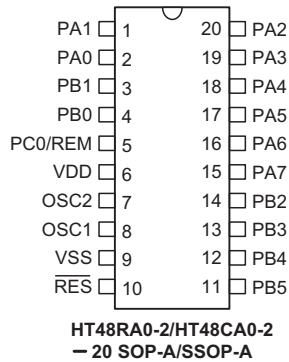 PA1 1 20 PA2
PA0 2 19 PA3
PB1 3 18 PA4
PB0 4 17 PA5
PC0/REM 5 16 PA6
VDD 6 15 PA7
OSC2 7 14 PB2
OSC1 8 13 PB3
VSS 9 12 PB4
RES 10 11 PB5
HT48RA0-2/HT48CA0-2
– 20 SOP-A/SSOP-A